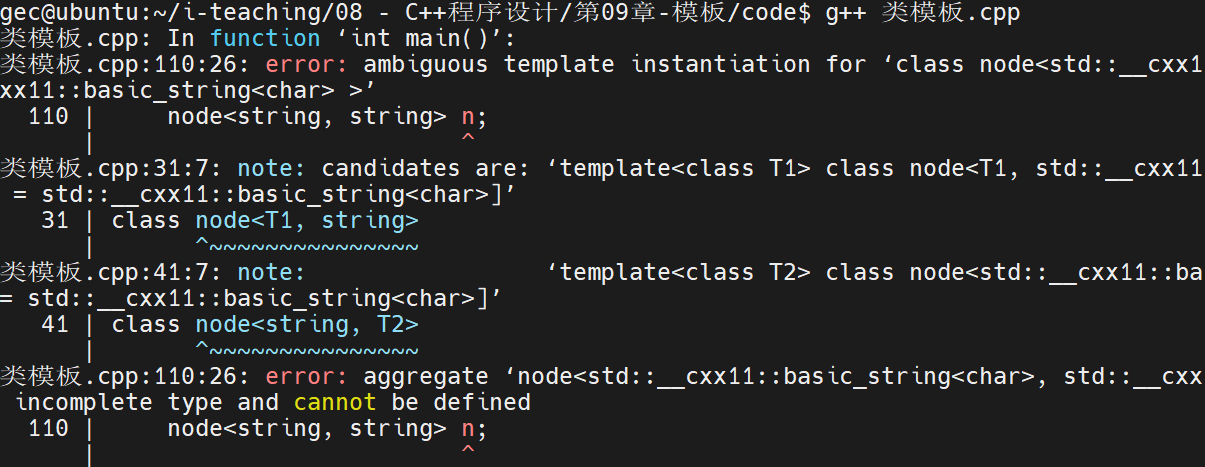 gec@ubuntu:~/i-teaching/08 - C++程序设计/第09章-模板/code$ g++ 类模板.cpp
类模板.cpp: In function ‘int main()’:
类模板.cpp:110:26: error: ambiguous template instantiation for ‘class node<std::__cxx1
xx11::basic_string<char> >’
110 |     node<string, string> n;
|                          ^
类模板.cpp:31:7: note: candidates are: ‘template<class T1> class node<T1, std::__cxx11
= std::__cxx11::basic_string<char>]’
31 | class node<T1, string>
|       ^~~~~~~~~~~~~~~~
类模板.cpp:41:7: note:                 ‘template<class T2> class node<std::__cxx11::ba
= std::__cxx11::basic_string<char>]’
41 | class node<string, T2>
|       ^~~~~~~~~~~~~~~~
类模板.cpp:110:26: error: aggregate ‘node<std::__cxx11::basic_string<char>, std::__cxx
incomplete type and cannot be defined
110 |     node<string, string> n;
|                          ^